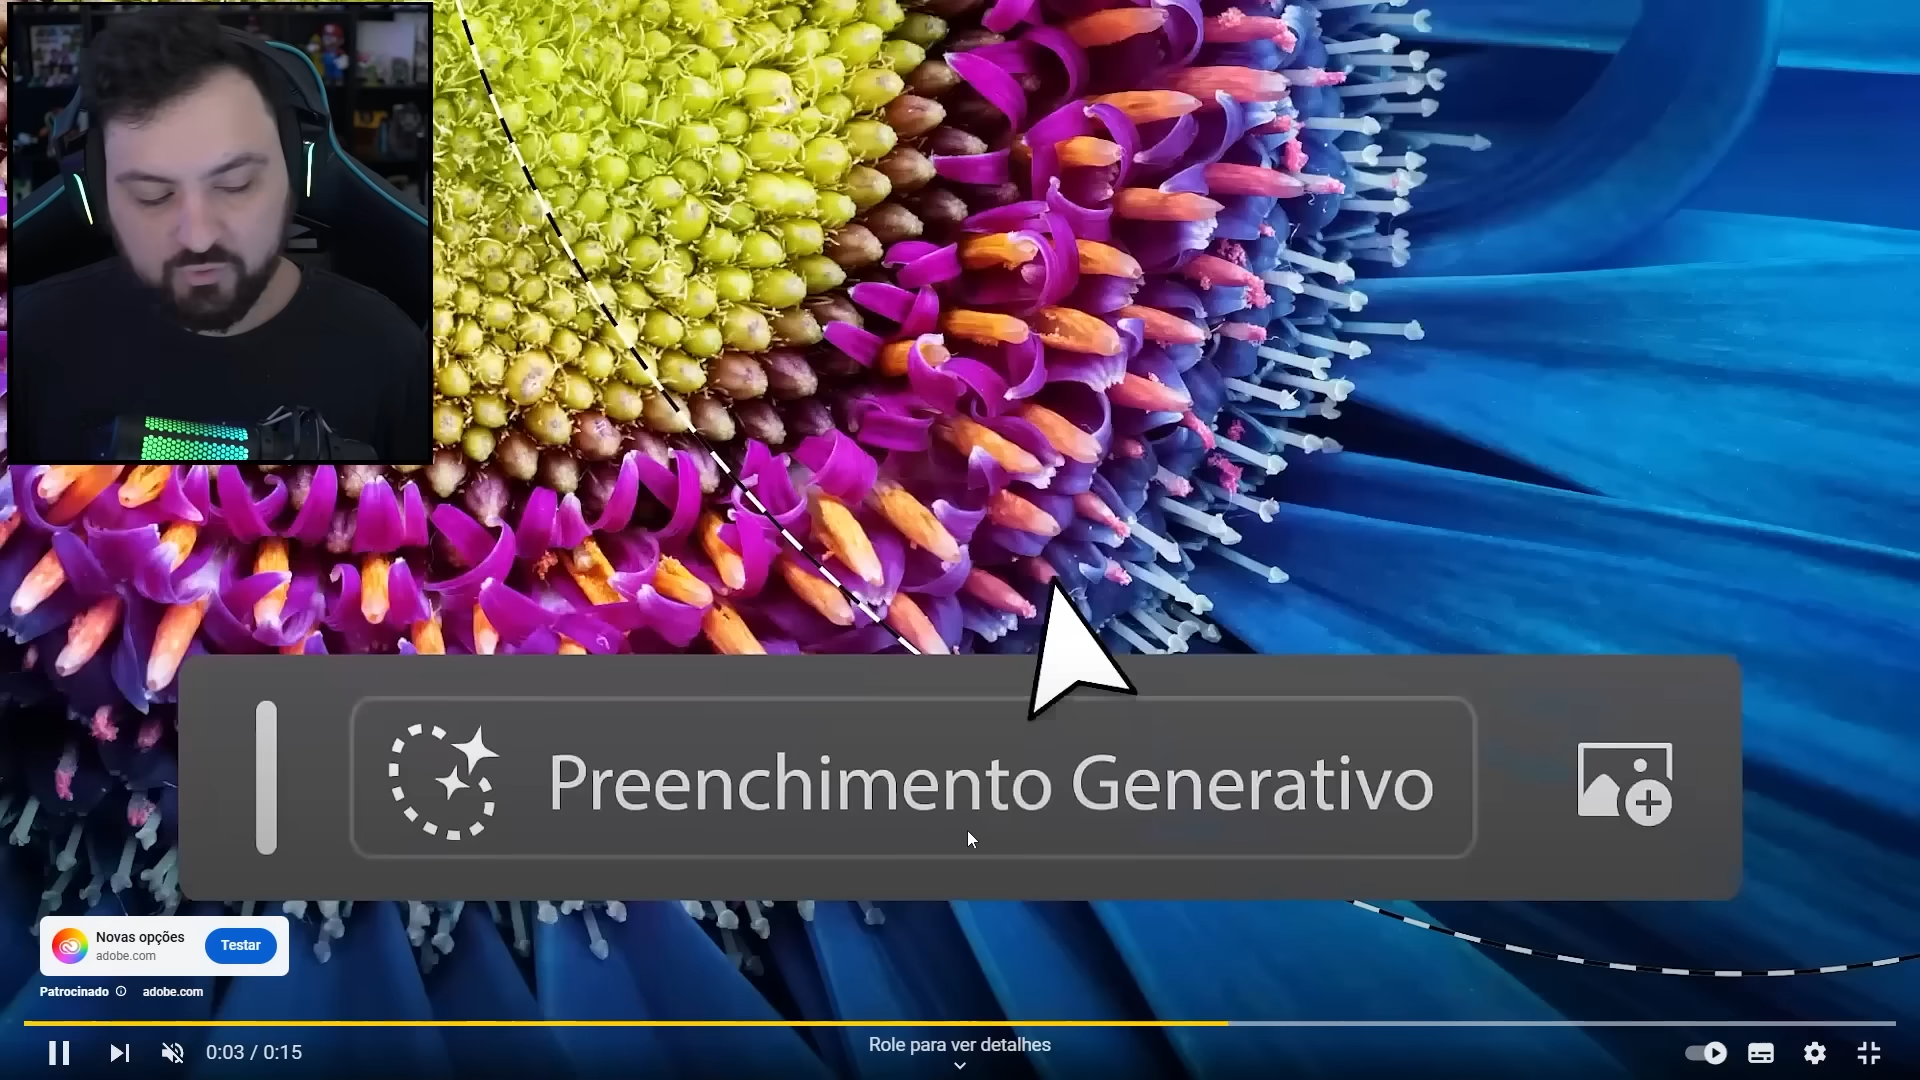 Preenchimento Generativo
Novas opções
adobe.com
Testar
Patrocinado
adobe.com
0:03 / 0:15
Role para ver detalhes